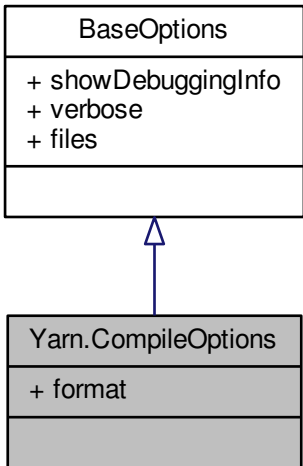 BaseOptions
+ showDebuggingInfo
+ verbose
+ files
Yarn.CompileOptions
+ format